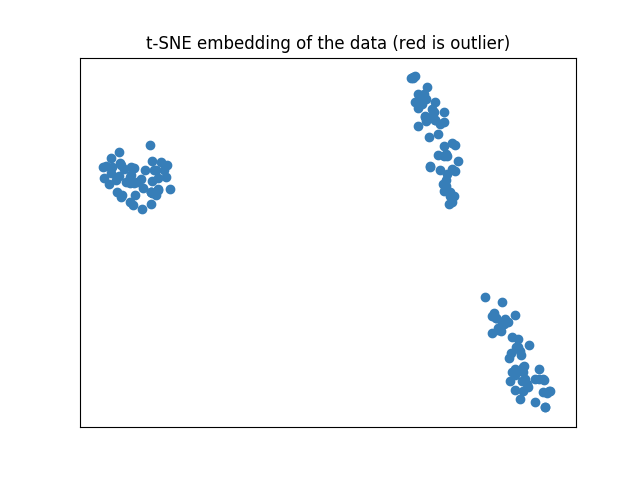 t-SNE embedding of the data (red is outlier)